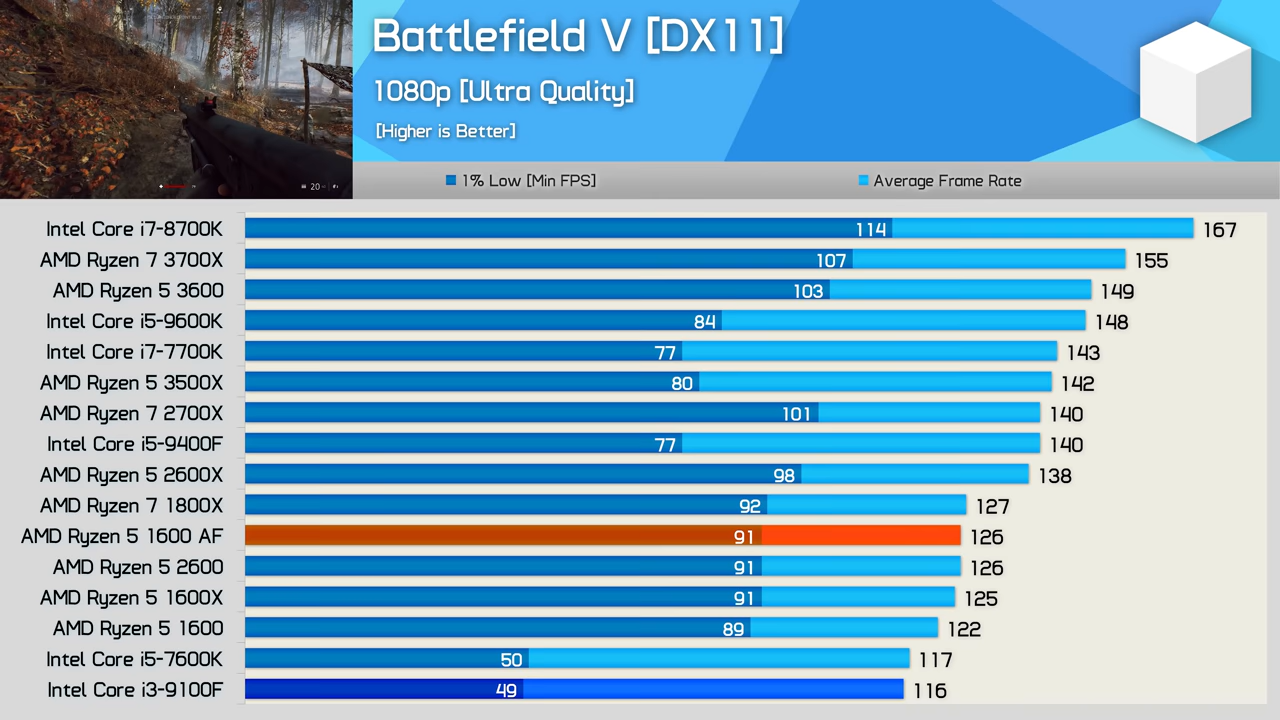 Battlefield V [DX11]
1080p [Ultra Quality]
[Higher is Better]
20
1% Low [Min FPS]
Average Frame Rate
Intel Core i7-8700K 114 167
AMD Ryzen 7 3700X 107 155
AMD Ryzen 5 3600 103 149
Intel Core i5-9600K 84 148
Intel Core i7-7700K 77 143
AMD Ryzen 5 3500X 80 142
AMD Ryzen 7 2700X 101 140
Intel Core i5-9400F 77 140
AMD Ryzen 5 2600X 98 138
AMD Ryzen 7 1800X 92 127
AMD Ryzen 5 1600 AF 91 126
AMD Ryzen 5 2600 91 126
AMD Ryzen 5 1600X 91 125
AMD Ryzen 5 1600 89 122
Intel Core i5-7600K 50 117
Intel Core i3-9100F 49 116